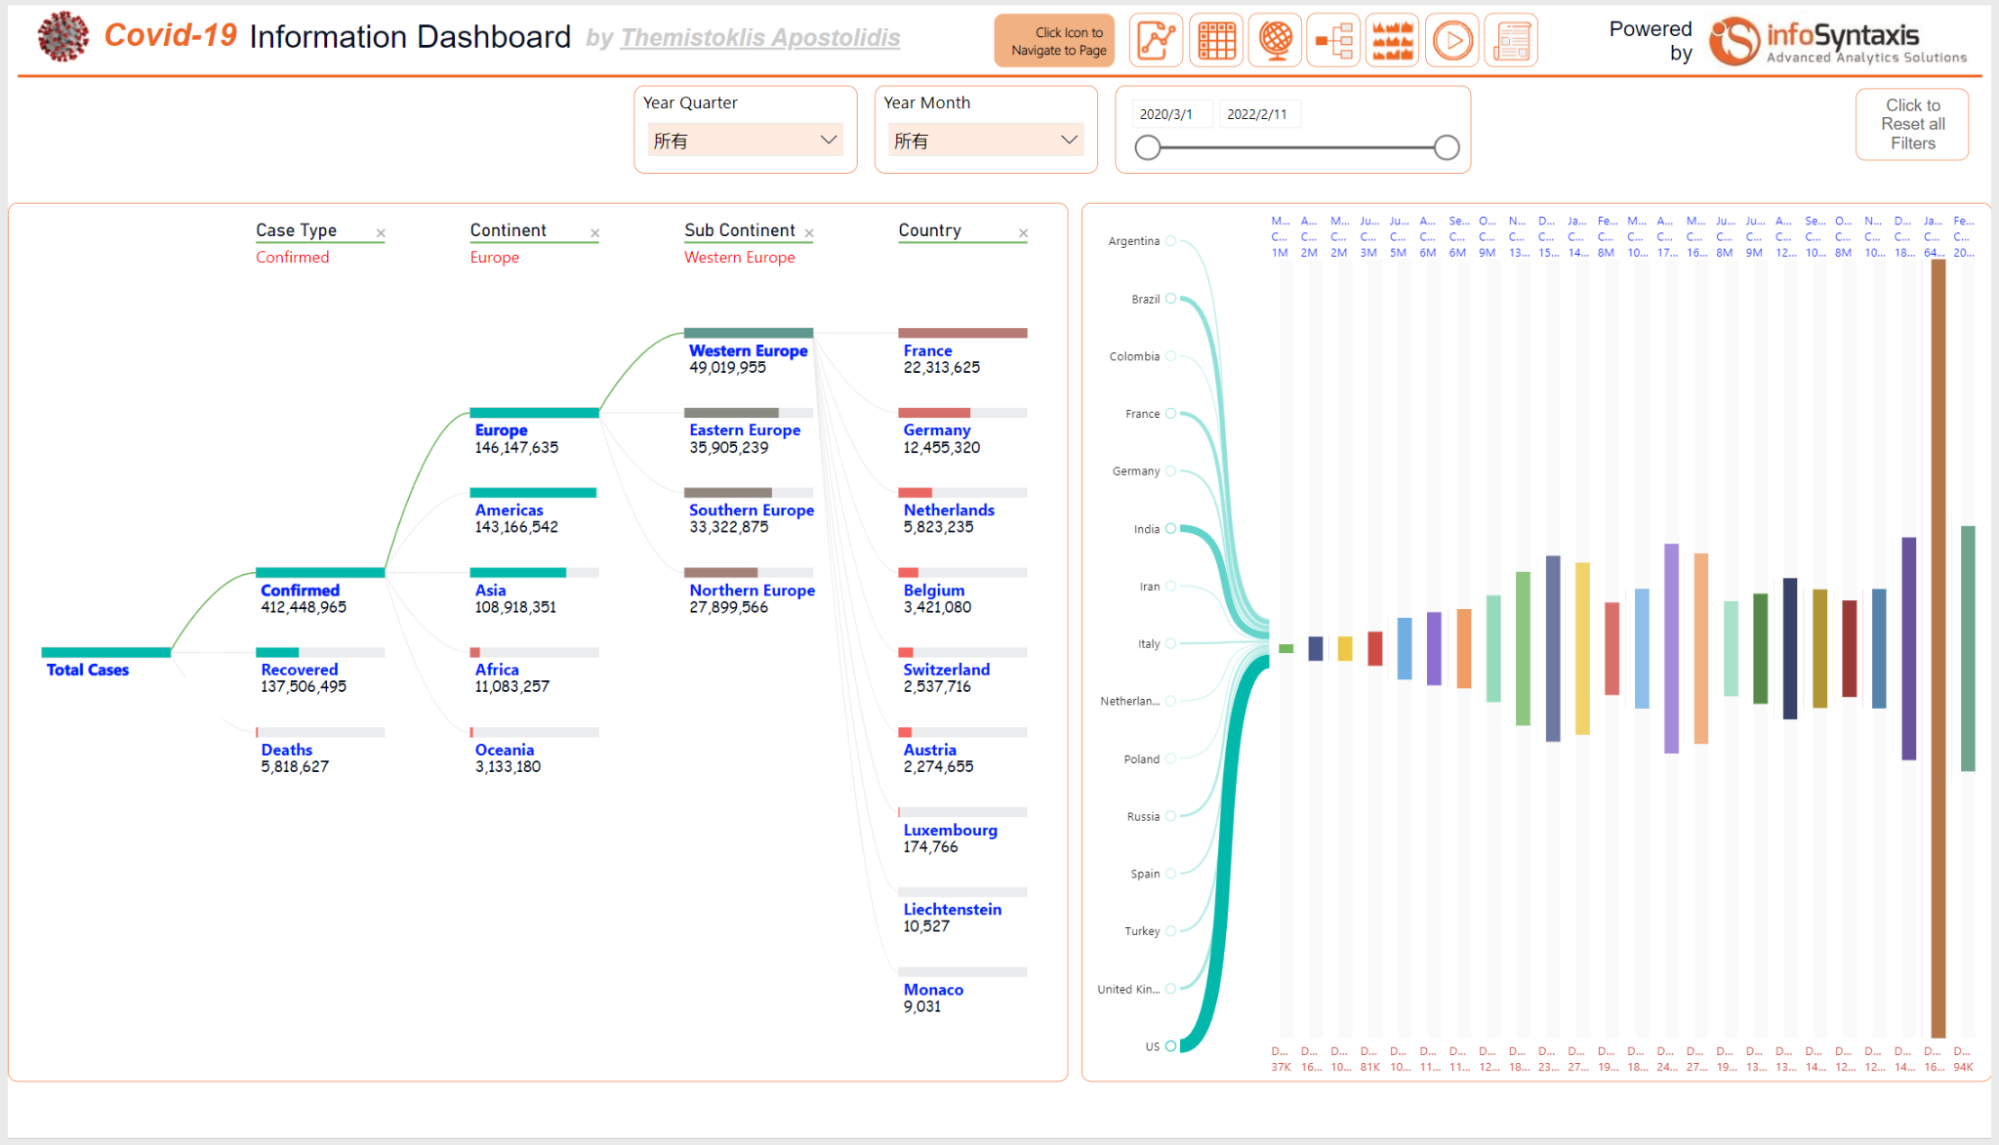 Covid-19 Information Dashboard by Themistoklis Apostolidis
Click Icon to
Navigate to Page
Powered
by
infoSyntaxis
Advanced Analytics Solutions
Year Quarter
所有
Year Month
所有
2020/3/1 2022/2/11
Click to
Reset all
Filters
Case Type ×
Confirmed
Continent ×
Europe
Sub Continent ×
Western Europe
Country ×
Total Cases
Confirmed
412,448,965
Recovered
137,506,495
Deaths
5,818,627
Europe
146,147,635
Americas
143,166,542
Asia
108,918,351
Africa
11,083,257
Oceania
3,133,180
Western Europe
49,019,955
Eastern Europe
35,905,239
Southern Europe
33,322,875
Northern Europe
27,899,566
France
22,313,625
Germany
12,455,320
Netherlands
5,823,235
Belgium
3,421,080
Switzerland
2,537,716
Austria
2,274,655
Luxembourg
174,766
Liechtenstein
10,527
Monaco
9,031
M... A... M... Ju... Ju... A... Se... O... N... D... Ja... Fe... M... A... M... Ju... Ju... A... Se... O... N... D... Ja... Fe...
C... C... C... C... C... C... C... C... C... C... C... C... C... C... C... C... C... C... C... C... C... C... C... C...
1M 2M 2M 3M 5M 6M 6M 9M 13... 15... 14... 8M 10... 17... 16... 8M 9M 12... 10... 8M 10... 18... 64... 20...
Argentina
Brazil
Colombia
France
Germany
India
Iran
Italy
Netherlan...
Poland
Russia
Spain
Turkey
United Kin...
US
D... D... D... D... D... D... D... D... D... D... D... D... D... D... D... D... D... D... D... D... D... D... D... D...
37K 16... 10... 81K 10... 11... 11... 12... 18... 23... 27... 19... 18... 24... 27... 19... 13... 13... 14... 12... 12... 14... 16... 94K